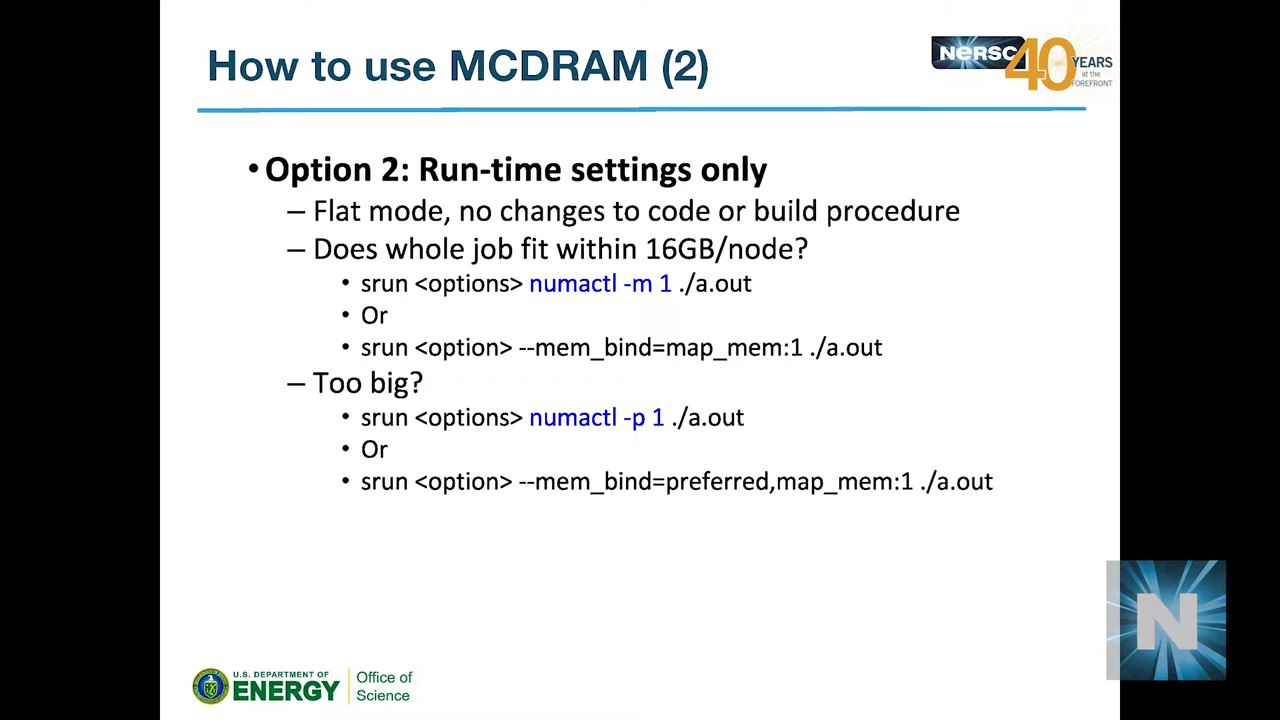 How to use MCDRAM (2)
NERSC 40 YEARS at the FOREFRONT
• Option 2: Run-time settings only
– Flat mode, no changes to code or build procedure
– Does whole job fit within 16GB/node?
• srun <options> numactl -m 1 ./a.out
• Or
• srun <option> --mem_bind=map_mem:1 ./a.out
– Too big?
• srun <options> numactl -p 1 ./a.out
• Or
• srun <option> --mem_bind=preferred,map_mem:1 ./a.out
N
U.S. DEPARTMENT OF
ENERGY
Office of
Science